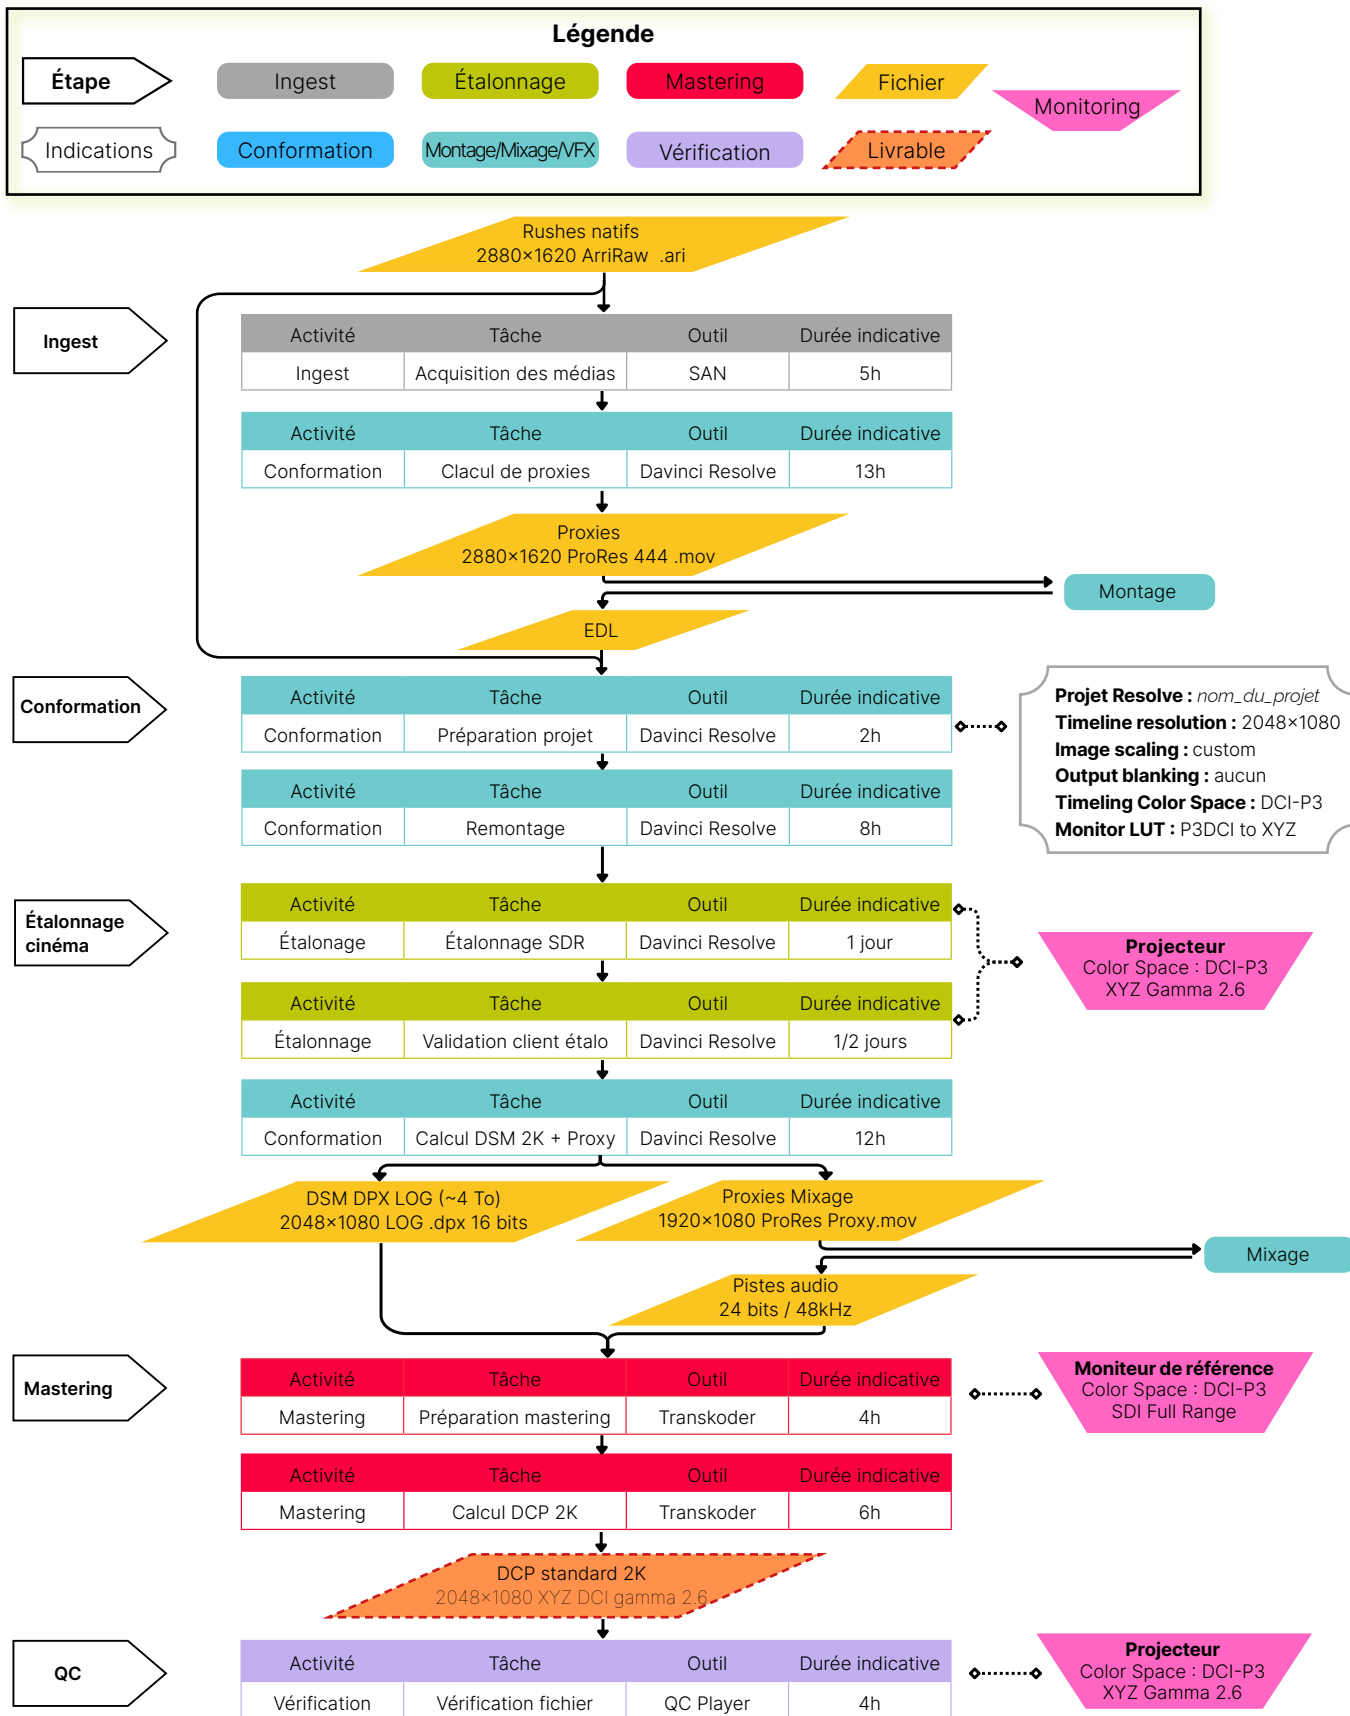 Légende
Étape
Ingest
Étalonnage
Mastering
Fichier
Monitoring
Indications
Conformation
Montage/Mixage/VFX
Vérification
Livrable
Rushes natifs
2880×1620 ArriRaw .ari
Ingest
Activité Tâche Outil Durée indicative
Ingest Acquisition des médias SAN 5h
Activité Tâche Outil Durée indicative
Conformation Clacul de proxies Davinci Resolve 13h
Proxies
2880×1620 ProRes 444 .mov
Montage
EDL
Conformation
Activité Tâche Outil Durée indicative
Conformation Préparation projet Davinci Resolve 2h
Projet Resolve : nom_du_projet
Timeline resolution : 2048×1080
Image scaling : custom
Output blanking : aucun
Timeling Color Space : DCI-P3
Monitor LUT : P3DCI to XYZ
Activité Tâche Outil Durée indicative
Conformation Remontage Davinci Resolve 8h
Étalonnage
cinéma
Activité Tâche Outil Durée indicative
Étalonage Étalonnage SDR Davinci Resolve 1 jour
Projecteur
Color Space : DCI-P3
XYZ Gamma 2.6
Activité Tâche Outil Durée indicative
Étalonnage Validation client étalo Davinci Resolve 1/2 jours
Activité Tâche Outil Durée indicative
Conformation Calcul DSM 2K + Proxy Davinci Resolve 12h
DSM DPX LOG (~4 To)
2048×1080 LOG .dpx 16 bits
Proxies Mixage
1920×1080 ProRes Proxy.mov
Mixage
Pistes audio
24 bits / 48kHz
Mastering
Activité Tâche Outil Durée indicative
Mastering Préparation mastering Transkoder 4h
Moniteur de référence
Color Space : DCI-P3
SDI Full Range
Activité Tâche Outil Durée indicative
Mastering Calcul DCP 2K Transkoder 6h
DCP standard 2K
2048×1080 XYZ DCI gamma 2.6
QC
Activité Tâche Outil Durée indicative
Vérification Vérification fichier QC Player 4h
Projecteur
Color Space : DCI-P3
XYZ Gamma 2.6